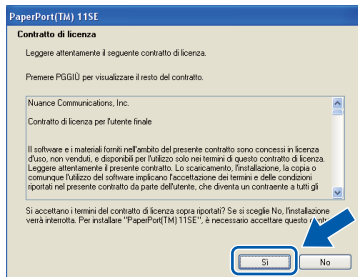 PaperPort(TM) 11SE
Contratto di licenza
Leggere attentamente il seguente contratto di licenza.
Premere PGGIÙ per visualizzare il resto del contratto.
Nuance Communications, Inc.
Contratto di licenza per l'utente finale
Il software e i materiali forniti nell'ambito del presente contratto sono concessi in licenza
d'uso, non venduti, e disponibili per l'utilizzo solo nei termini di questo contratto di licenza.
Leggere attentamente il presente contratto. Lo scaricamento, l'installazione, la copia o
comunque l'utilizzo del software implicano l'accettazione dei termini e delle condizioni
riportati nel presente contratto da parte dell'utente, che diventa un contraente a tutti gli
Si accettano i termini del contratto di licenza sopra riportati? Se si sceglie No, l'installazione
verrà interrotta. Per installare "PaperPort(TM) 11SE", è necessario accettare questo
Sì
No